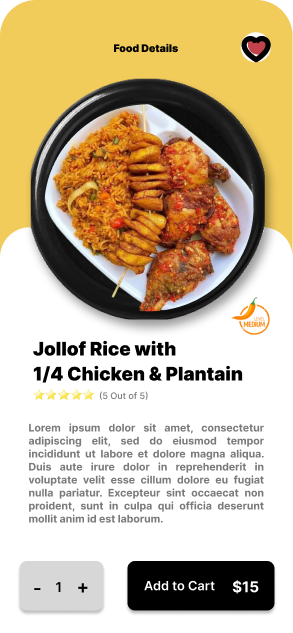 Food Details
LEVEL
MEDIUM
Jollof Rice with
1/4 Chicken & Plantain
(5 Out of 5)
Lorem ipsum dolor sit amet, consectetur
adipiscing elit, sed do eiusmod tempor
incididunt ut labore et dolore magna aliqua.
Duis aute irure dolor in reprehenderit in
voluptate velit esse cillum dolore eu fugiat
nulla pariatur. Excepteur sint occaecat non
proident, sunt in culpa qui officia deserunt
mollit anim id est laborum.
- 1 + Add to Cart $15